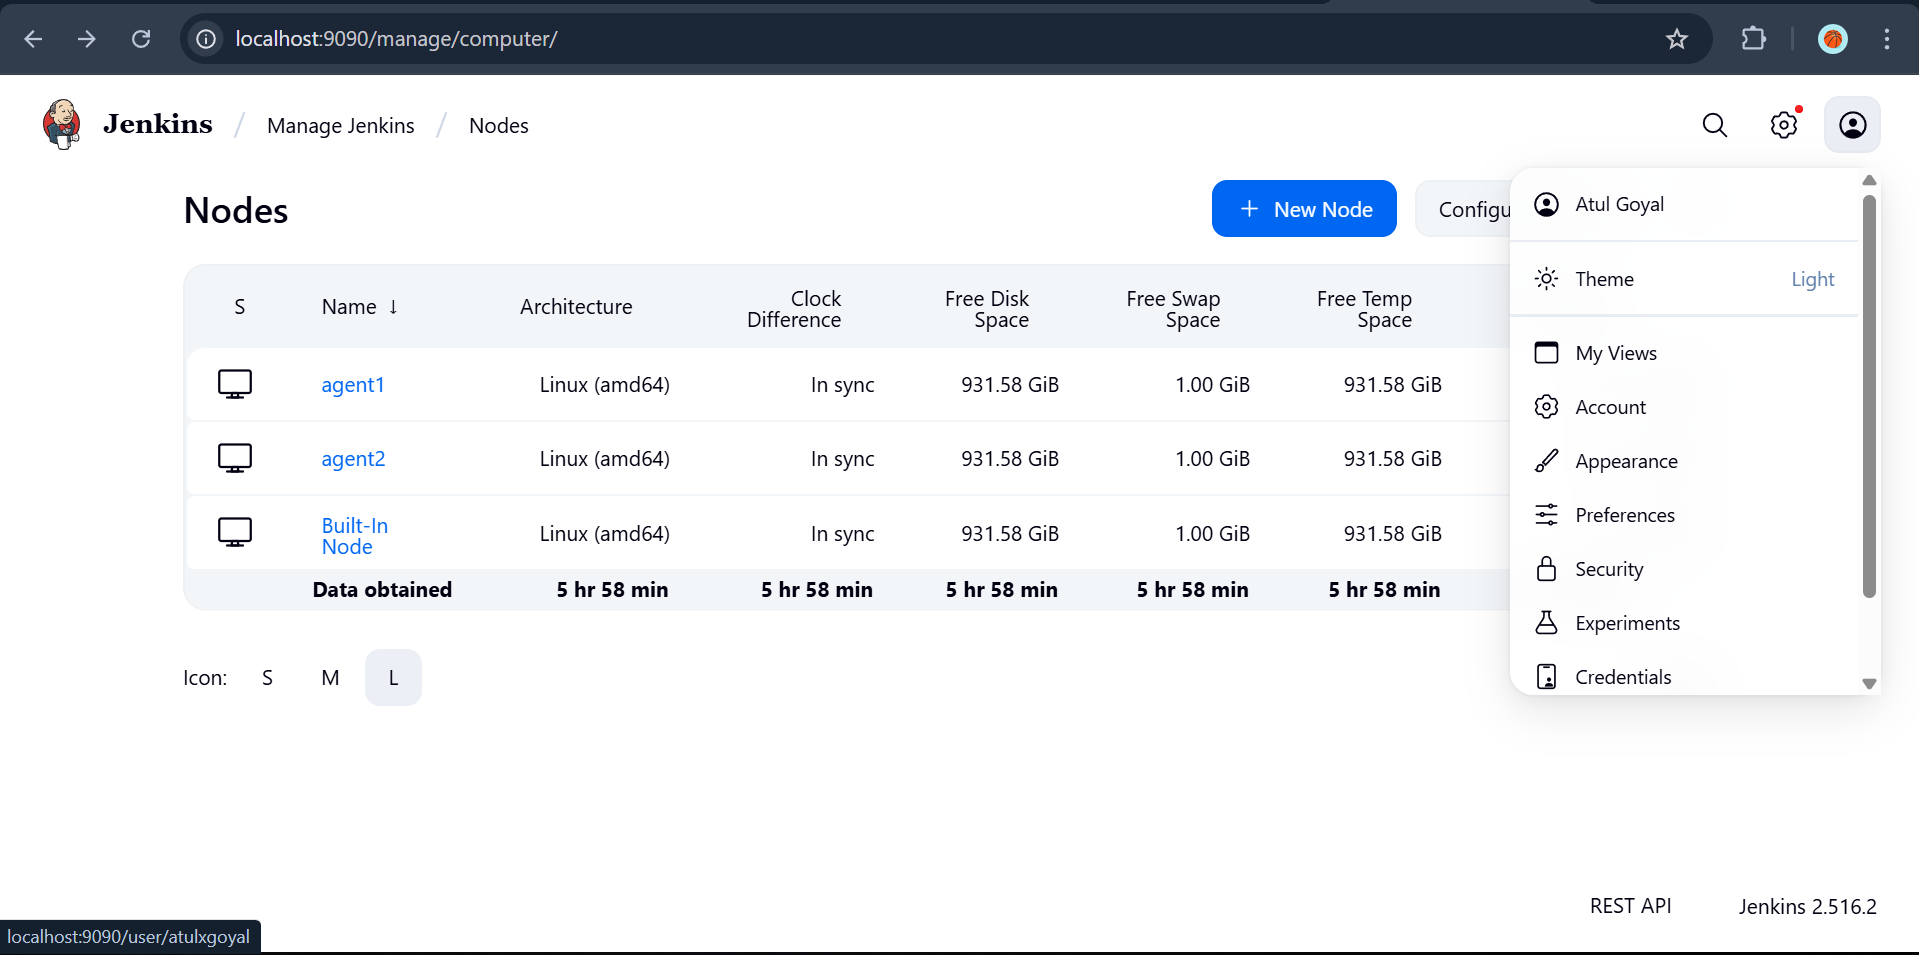 localhost:9090/manage/computer/
Jenkins / Manage Jenkins / Nodes
Nodes
+ New Node
Configu
Atul Goyal
Theme Light
My Views
Account
Appearance
Preferences
Security
Experiments
Credentials
S Name ↓ Architecture Clock Difference Free Disk Space Free Swap Space Free Temp Space
agent1 Linux (amd64) In sync 931.58 GiB 1.00 GiB 931.58 GiB
agent2 Linux (amd64) In sync 931.58 GiB 1.00 GiB 931.58 GiB
Built-In Node Linux (amd64) In sync 931.58 GiB 1.00 GiB 931.58 GiB
Data obtained 5 hr 58 min 5 hr 58 min 5 hr 58 min 5 hr 58 min 5 hr 58 min
Icon: S M L
REST API Jenkins 2.516.2
localhost:9090/user/atulxgoyal